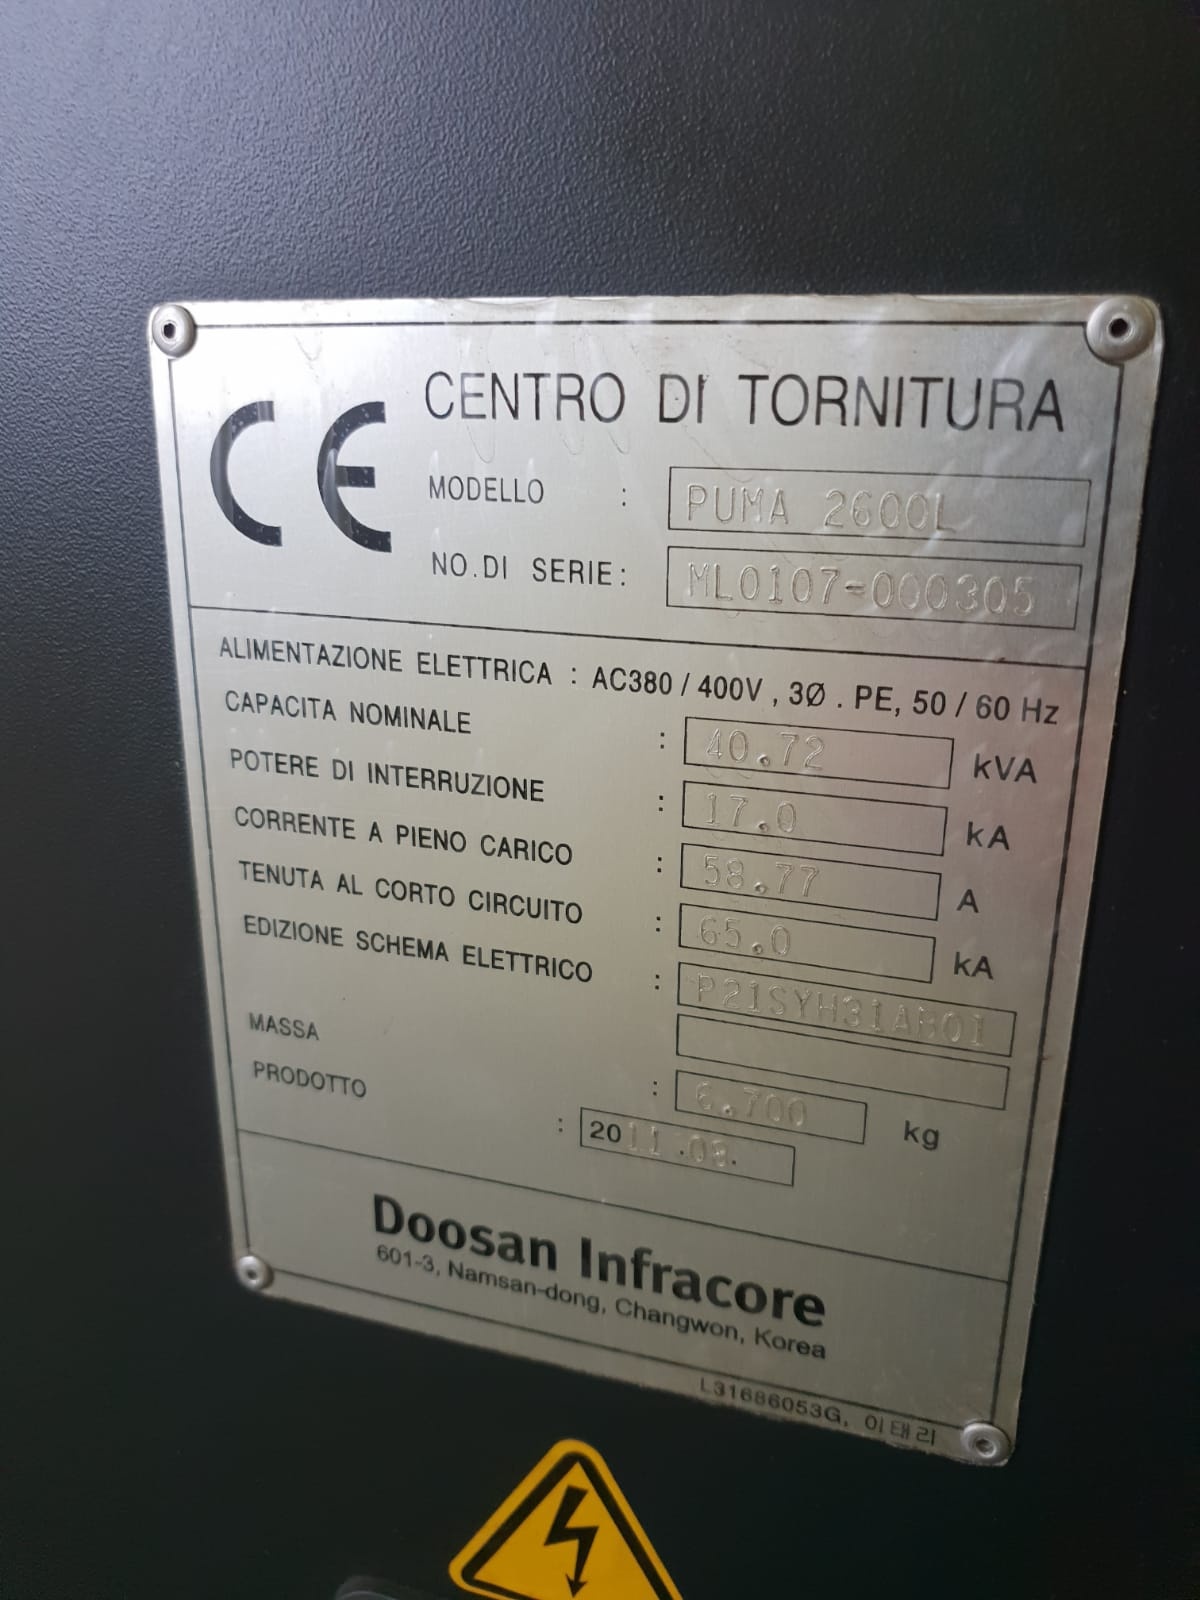 CE
CENTRO DI TORNITURA
MODELLO : PUMA 2600L
NO.DI SERIE: ML0107-000305
ALIMENTAZIONE ELETTRICA : AC380 / 400V , 3Ø . PE, 50 / 60 Hz
CAPACITA NOMINALE : 40.72 kVA
POTERE DI INTERRUZIONE : 17.0 kA
CORRENTE A PIENO CARICO : 58.77 A
TENUTA AL CORTO CIRCUITO : 65.0 kA
EDIZIONE SCHEMA ELETTRICO :
MASSA : 6.700 kg
PRODOTTO :
Doosan Infracore
601-3, Namsan-dong, Changwon, Korea
L31686053G, 이태리